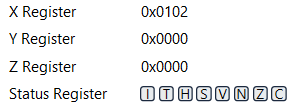 X Register 0x0102
Y Register 0x0000
Z Register 0x0000
Status Register I T H S V N Z C